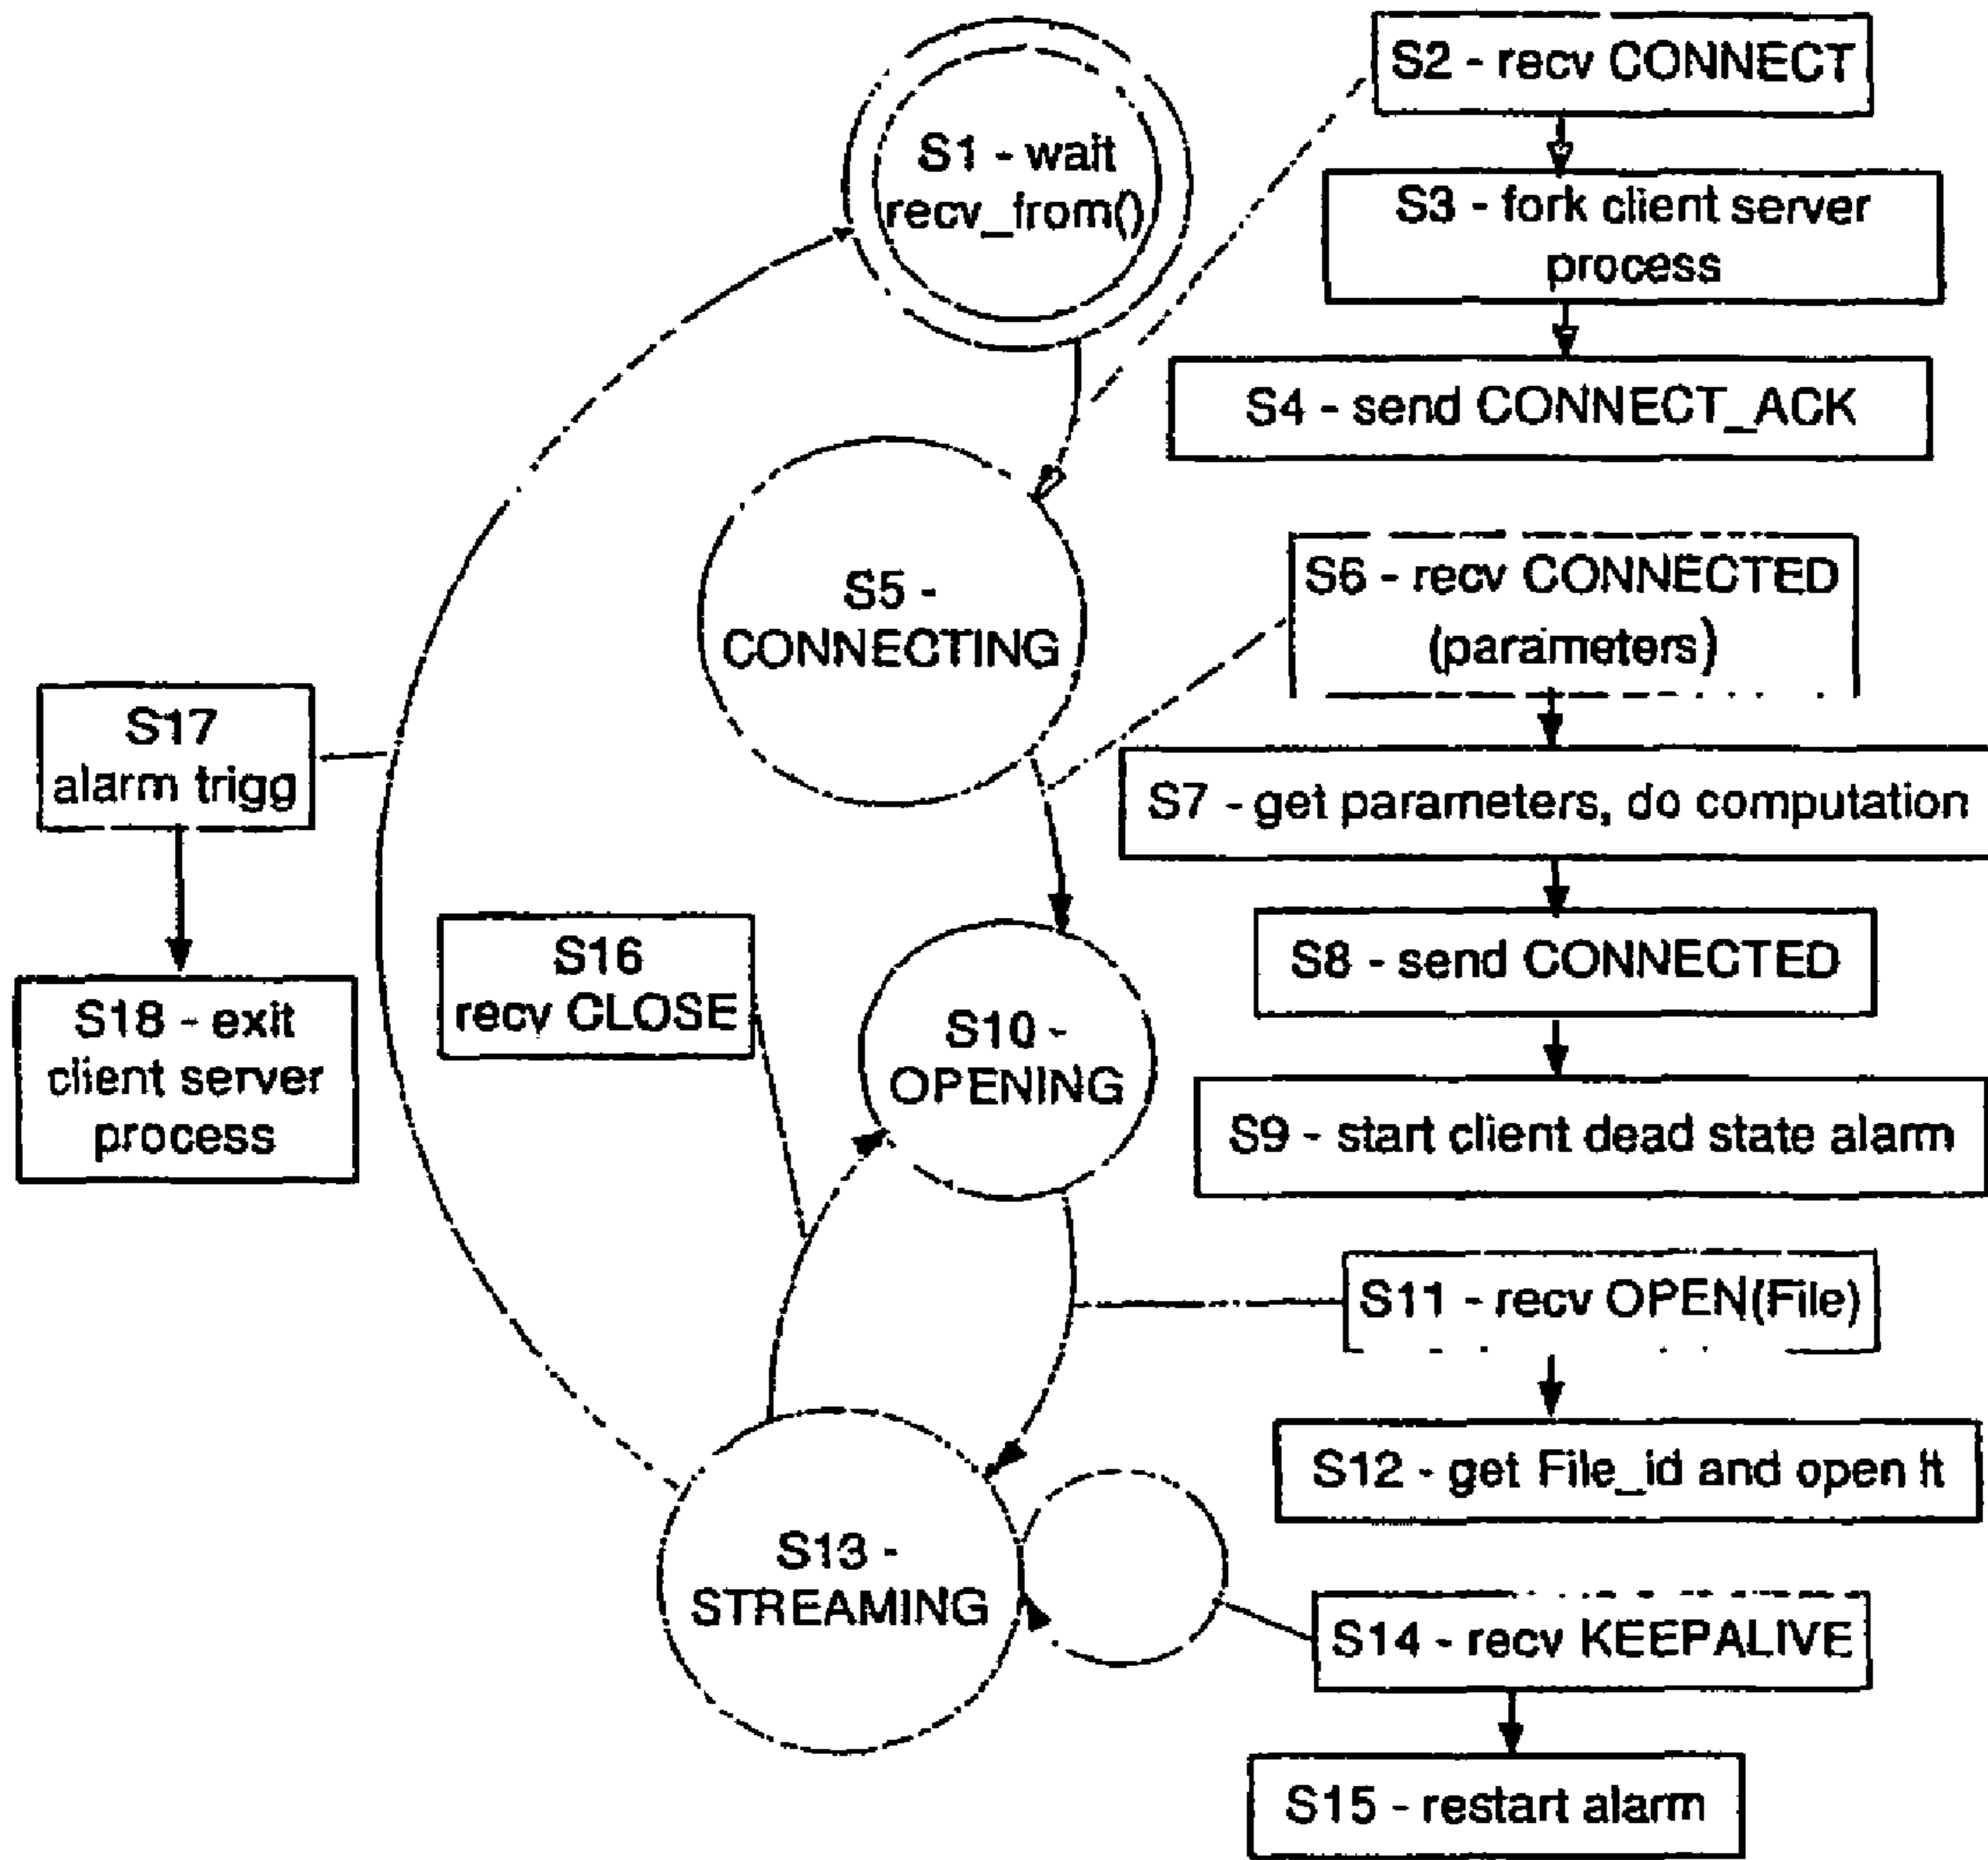 S1 - wait
recv_from()
S2 - recv CONNECT
S3 - fork client server
process
S4 - send CONNECT_ACK
S5 -
CONNECTING
S6 - recv CONNECTED
(parameters)
S7 - get parameters, do computation
S8 - send CONNECTED
S9 - start client dead state alarm
S10 -
OPENING
S11 - recv OPEN(File)
S12 - get File_id and open it
S13 -
STREAMING
S14 - recv KEEPALIVE
S15 - restart alarm
S16
recv CLOSE
S17
alarm trigg
S18 - exit
client server
process